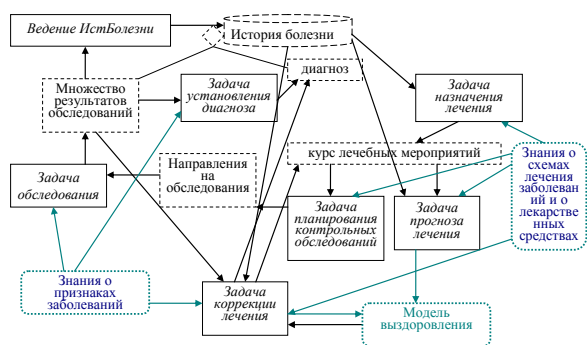 Ведение ИстБолезни
История болезни
диагноз
Множество
результатов
обследований
Задача
установления
диагноза
Задача
назначения
лечения
Задача
обследования
Направления
на
обследования
курс лечебных мероприятий
Знания о
схемах
лечения
заболеван
ий и о
лекарстве
нных
средствах
Задача
планирования
контрольных
обследований
Задача
прогноза
лечения
Знания о
признаках
заболеваний
Задача
коррекции
лечения
Модель
выздоровления